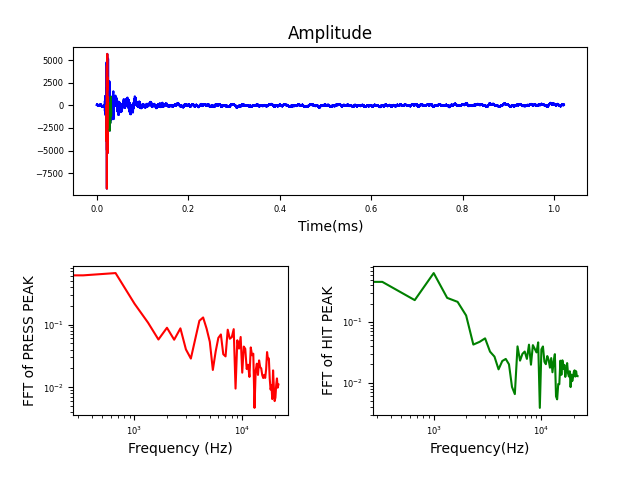 Amplitude
5000
2500
0
−2500
−5000
−7500
0.0 0.2 0.4 0.6 0.8 1.0
Time(ms)
FFT of PRESS PEAK
10⁻¹
10⁻²
10³ 10⁴
Frequency (Hz)
FFT of HIT PEAK
10⁻¹
10⁻²
10³ 10⁴
Frequency(Hz)